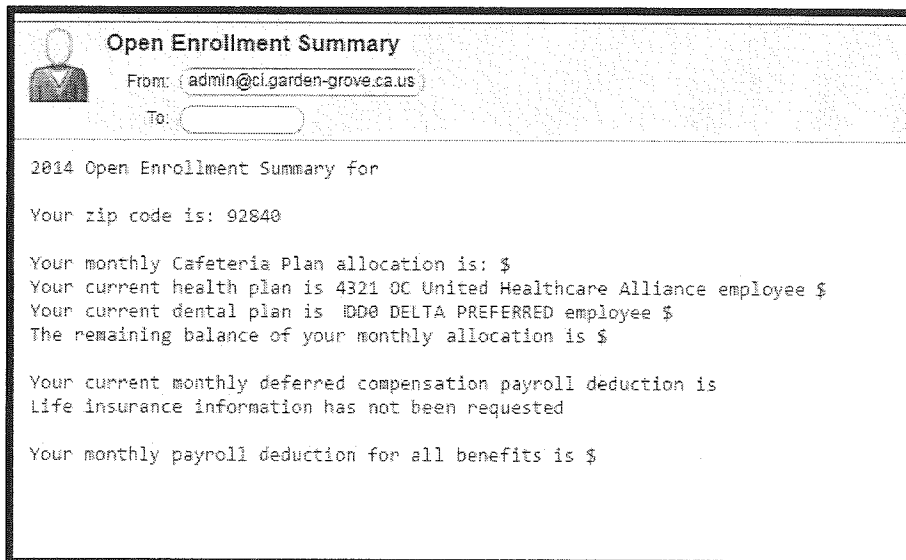 Open Enrollment Summary
From: admin@ci.garden-grove.ca.us
To:
2014 Open Enrollment Summary for
Your zip code is: 92840
Your monthly Cafeteria Plan allocation is: $
Your current health plan is 4321 OC United Healthcare Alliance employee $
Your current dental plan is DD0 DELTA PREFERRED employee $
The remaining balance of your monthly allocation is $
Your current monthly deferred compensation payroll deduction is
Life insurance information has not been requested
Your monthly payroll deduction for all benefits is $